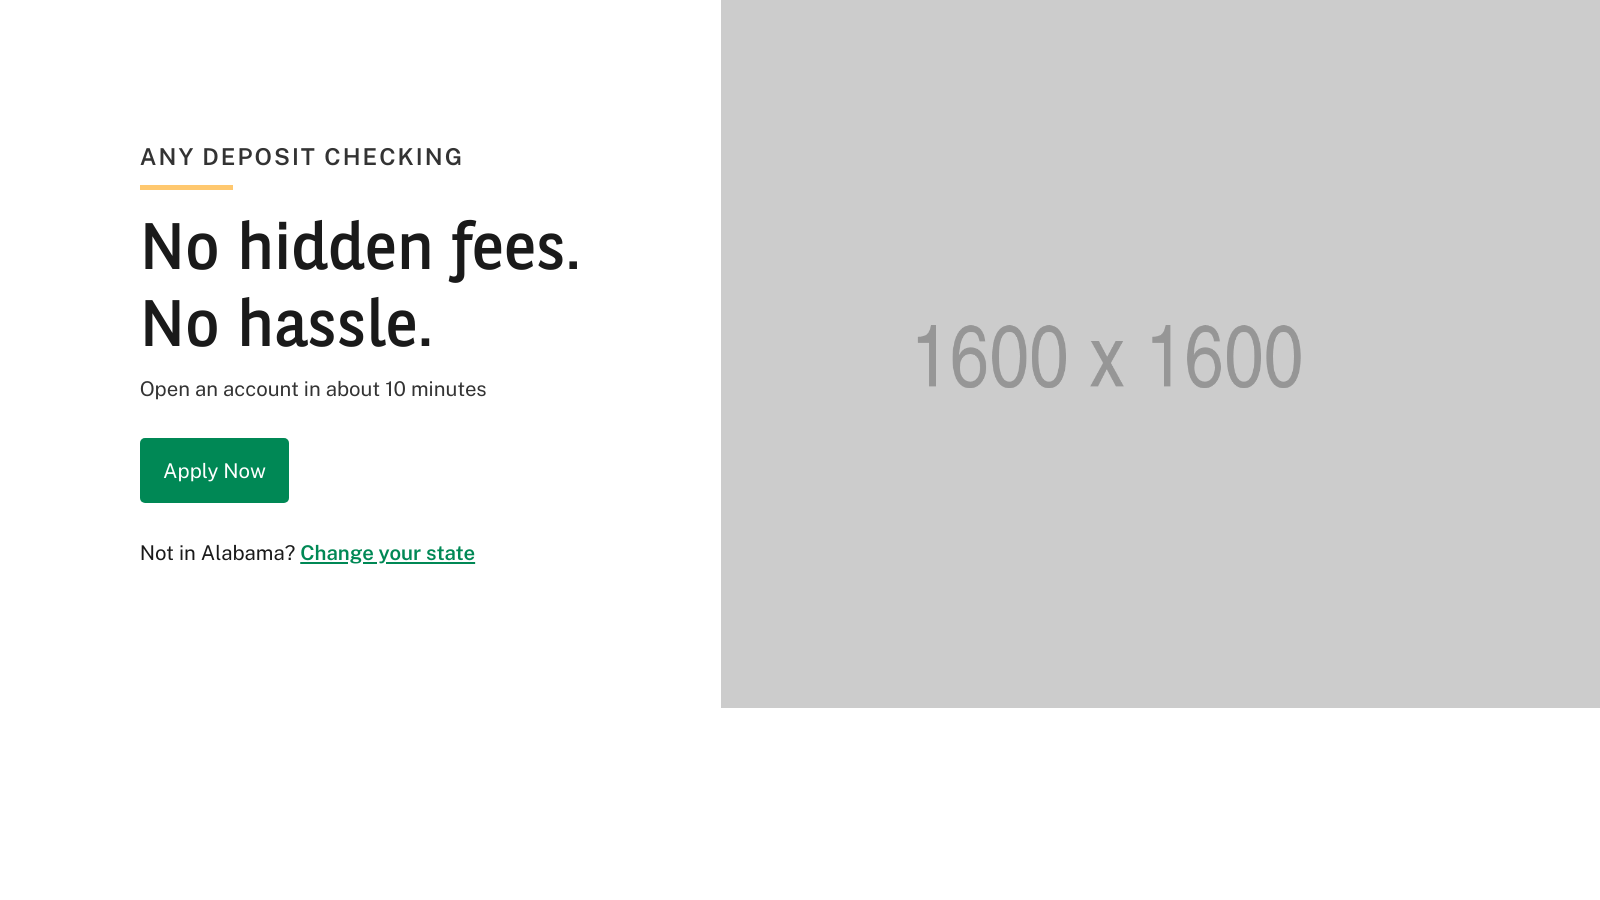 ANY DEPOSIT CHECKING
No hidden fees.
No hassle.
Open an account in about 10 minutes
Apply Now
Not in Alabama? Change your state
1600 x 1600